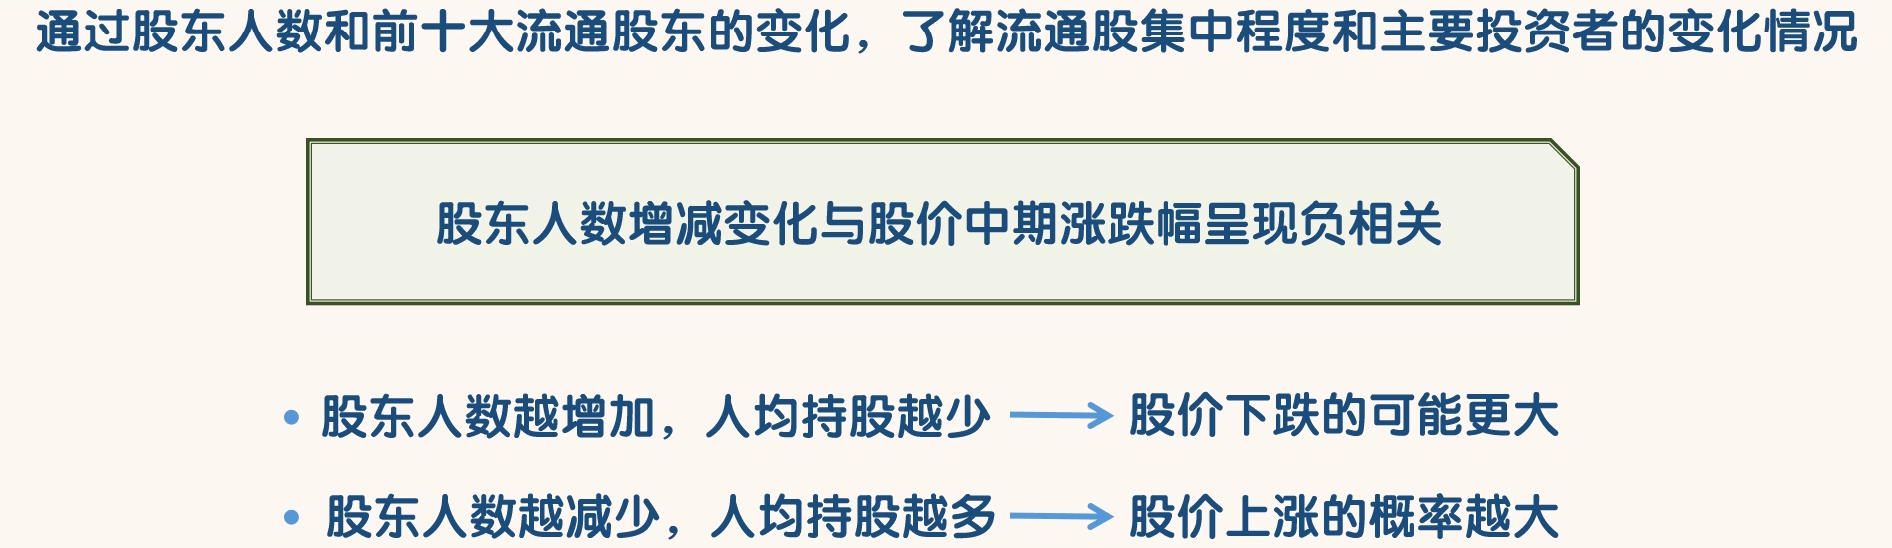 通过股东人数和前十大流通股东的变化，了解流通股集中程度和主要投资者的变化情况
股东人数增减变化与股价中期涨跌幅呈现负相关
• 股东人数越增加，人均持股越少 → 股价下跌的可能更大
• 股东人数越减少，人均持股越多 → 股价上涨的概率越大